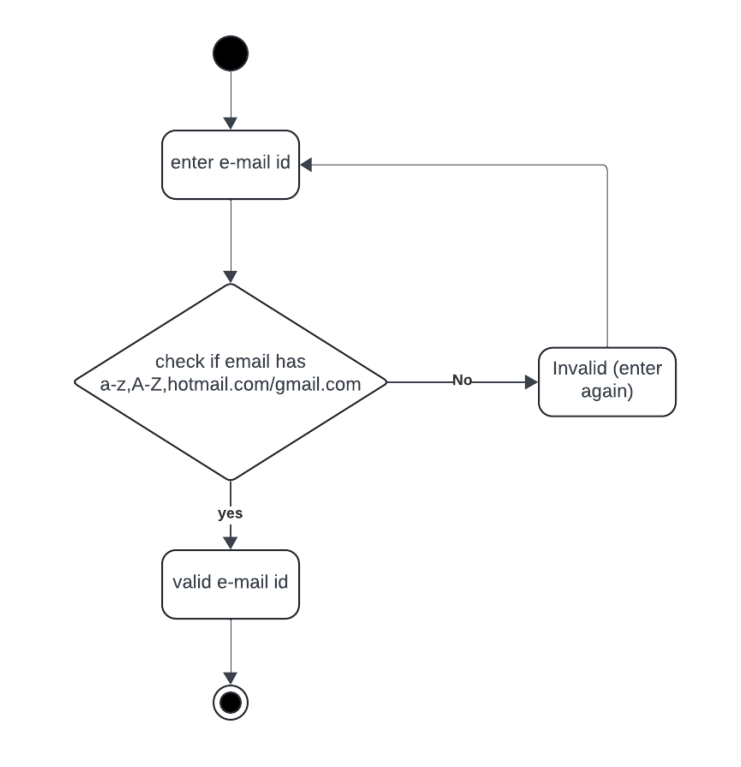 enter e-mail id
check if email has
a-z,A-Z,hotmail.com/gmail.com
No
Invalid (enter
again)
yes
valid e-mail id